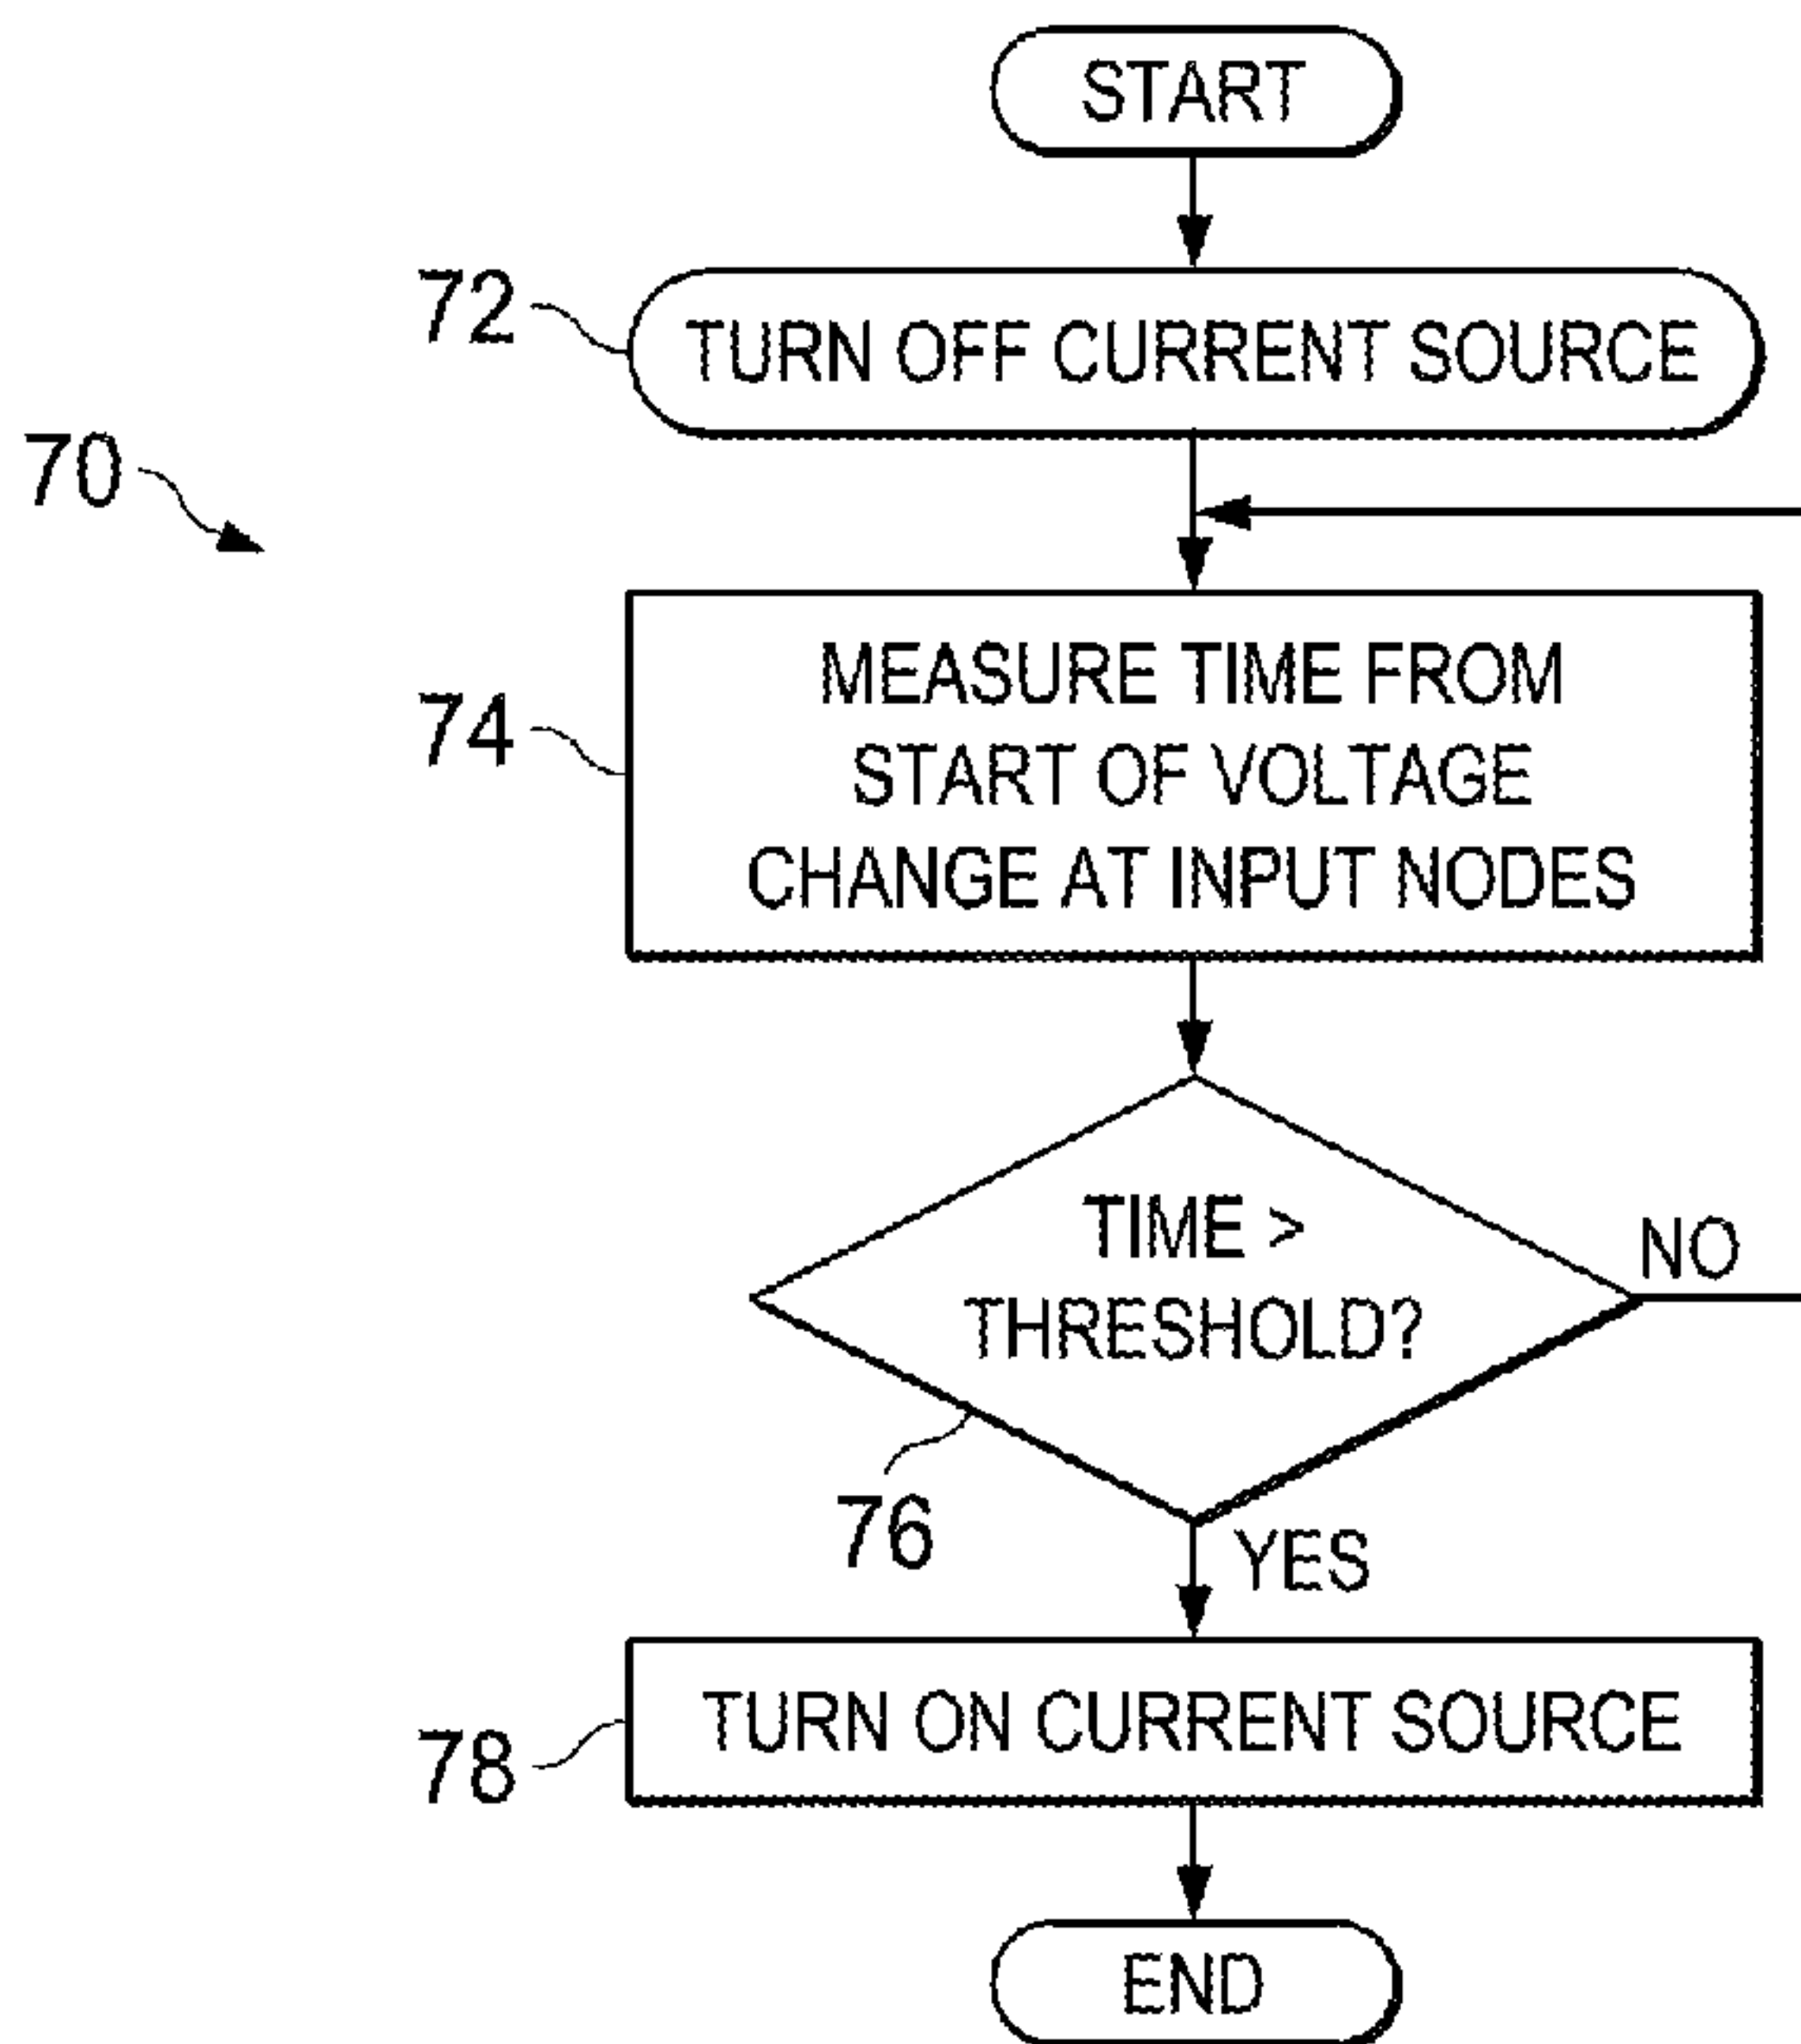 START
72
TURN OFF CURRENT SOURCE
70
74
MEASURE TIME FROM
START OF VOLTAGE
CHANGE AT INPUT NODES
TIME >
THRESHOLD?
NO
76
YES
78
TURN ON CURRENT SOURCE
END